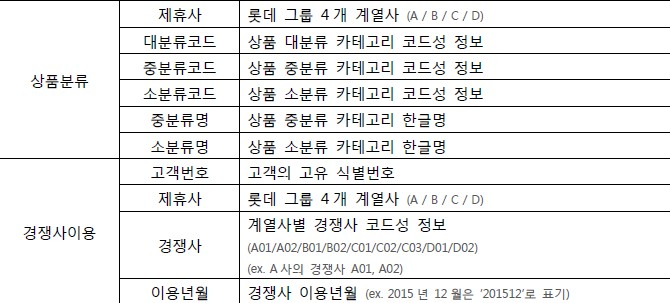 제휴사 롯데 그룹 4개 계열사 (A / B / C / D)
대분류코드 상품 대분류 카테고리 코드성 정보
중분류코드 상품 중분류 카테고리 코드성 정보
상품분류
소분류코드 상품 소분류 카테고리 코드성 정보
중분류명 상품 중분류 카테고리 한글명
소분류명 상품 소분류 카테고리 한글명
고객번호 고객의 고유 식별번호
제휴사 롯데 그룹 4개 계열사 (A / B / C / D)
경쟁사이용
경쟁사 계열사별 경쟁사 코드성 정보
(A01/A02/B01/B02/C01/C02/C03/D01/D02)
(ex. A사의 경쟁사 A01, A02)
이용년월 경쟁사 이용년월 (ex. 2015년 12월은 '201512'로 표기)